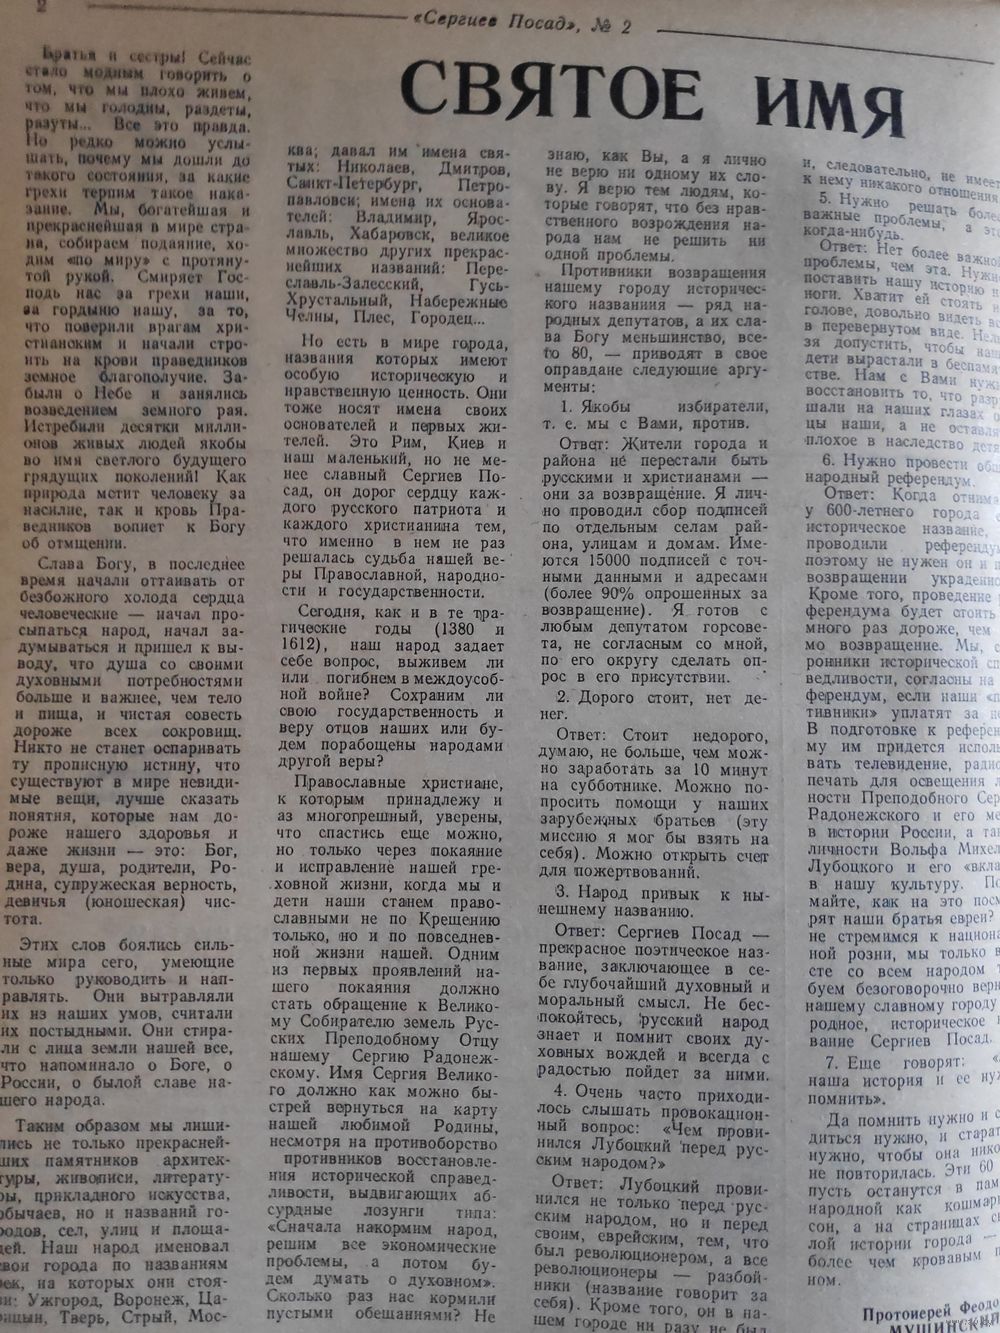 2
«Сергиев Посад», № 2
СВЯТОЕ ИМЯ
Братья и сестры! Сейчас
стало модным говорить о
том, что мы плохо живем,
что мы голодны, раздеты,
разуты... Все это правда.
Но редко можно услы-
шать, почему мы дошли до
такого состояния, за какие
грехи терпим такое нака-
зание. Мы, богатейшая и
прекраснейшая в мире стра-
на, собираем подаяние, хо-
дим «по миру» с протяну-
той рукой. Смиряет Гос-
подь нас за грехи наши,
за гордыню нашу, за то,
что поверили врагам хри-
стианским и начали стро-
ить на крови праведников
земное благополучие. За-
были о Небе и занялись
возведением земного рая.
Истребили десятки милли-
онов живых людей якобы
во имя светлого будущего
грядущих поколений! Как
природа мстит человеку за
насилие, так и кровь Пра-
ведников вопиет к Богу
об отмщении.
Слава Богу, в последнее
время начали оттаивать от
безбожного холода сердца
человеческие — начал про-
сыпаться народ, начал за-
думываться и пришел к вы-
воду, что душа со своими
духовными потребностями
больше и важнее, чем тело
и пища, и чистая совесть
дороже всех сокровищ.
Никто не станет оспаривать
ту прописную истину, что
существуют в мире невиди-
мые вещи, лучше сказать
понятия, которые нам до-
роже нашего здоровья и
даже жизни — это: Бог,
вера, душа, родители, Ро-
дина, супружеская верность,
девичья (юношеская) чис-
тота.
Этих слов боялись силь-
ные мира сего, умеющие
только руководить и нап-
равлять. Они вытравляли
их из наших умов, считали
их постыдными. Они стира-
ли с лица земли нашей все,
что напоминало о Боге, о
России, о былой славе на-
шего народа.
Таким образом мы лиши-
лись не только прекрасней-
ших памятников архитек-
туры, живописи, литерату-
ры, прикладного искусства,
обычаев, но и названий го-
родов, сел, улиц и площа-
дей. Наш народ именовал
свои города по названиям
рек, на которых они стоя-
ли: Ужгород, Воронеж, Ца-
рицын, Тверь, Стрый, Мос-
ква; давал им имена свя-
тых: Николаев, Дмитров,
Санкт-Петербург, Петро-
павловск; имена их основа-
телей: Владимир, Ярос-
лавль, Хабаровск, великое
множество других прекрас-
нейших названий: Пере-
славль-Залесский, Гусь-
Хрустальный, Набережные
Челны, Плес, Городец...
Но есть в мире города,
названия которых имеют
особую историческую и
нравственную ценность. Они
тоже носят имена своих
основателей и первых жи-
телей. Это Рим, Киев и
наш маленький, но не ме-
нее славный Сергиев По-
сад, он дорог сердцу каж-
дого русского патриота и
каждого христианина тем,
что именно в нем не раз
решалась судьба нашей ве-
ры Православной, народно-
сти и государственности.
Сегодня, как и в те тра-
гические годы (1380 и
1612), наш народ задает
себе вопрос, выживем ли
или погибнем в междоусоб-
ной войне? Сохраним ли
свою государственность и
веру отцов наших или бу-
дем порабощены народами
другой веры?
Православные христиане,
к которым принадлежу и
аз многогрешный, уверены,
что спастись еще можно,
но только через покаяние
и исправление нашей гре-
ховной жизни, когда мы и
дети наши станем право-
славными не по Крещению
только, но и по повседнев-
ной жизни нашей. Одним
из первых проявлений на-
шего покаяния должно
стать обращение к Велико-
му Собирателю земель Рус-
ских Преподобному Отцу
нашему Сергию Радонеж-
скому. Имя Сергия Велико-
го должно как можно бы-
стрей вернуться на карту
нашей любимой Родины,
несмотря на противоборство
противников восстановле-
ния исторической справед-
ливости, выдвигающих аб-
сурдные лозунги типа:
«Сначала накормим народ,
решим все экономические
проблемы, а потом бу-
дем думать о духовном».
Сколько раз нас кормили
пустыми обещаниями? Не
знаю, как Вы, а я лично
не верю ни одному их сло-
ву. Я верю тем людям, ко-
торые говорят, что без нрав-
ственного возрождения на-
рода нам не решить ни
одной проблемы.
Противники возвращения
нашему городу историчес-
кого названия — ряд на-
родных депутатов, а их сла-
ва Богу меньшинство, все-
го 80, — приводят в свое
оправдание следующие аргу-
менты:
1. Якобы избиратели,
т. е. мы с Вами, против.
Ответ: Жители города и
района не перестали быть
русскими и христианами —
они за возвращение. Я лич-
но проводил сбор подписей
по отдельным селам рай-
она, улицам и домам. Име-
ются 15000 подписей с точ-
ными данными и адресами
(более 90% опрошенных за
возвращение). Я готов с
любым депутатом горсове-
та, не согласным со мной,
по его округу сделать оп-
рос в его присутствии.
2. Дорого стоит, нет де-
нег.
Ответ: Стоит недорого,
думаю, не больше, чем мож-
но заработать за 10 минут
на субботнике. Можно по-
просить помощи у наших
зарубежных братьев (эту
миссию я мог бы взять на
себя). Можно открыть счет
для пожертвований.
3. Народ привык к ны-
нешнему названию.
Ответ: Сергиев Посад —
прекрасное поэтическое наз-
вание, заключающее в се-
бе глубочайший духовный и
моральный смысл. Не бес-
покойтесь, русский народ
знает и помнит своих ду-
ховных вождей и всегда с
радостью пойдет за ними.
4. Очень часто приходи-
лось слышать провокацион-
ный вопрос: «Чем прови-
нился Лубоцкий перед рус-
ским народом?»
Ответ: Лубоцкий прови-
нился не только перед рус-
ским народом, но и перед
своим, еврейским, тем, что
был революционером, а все
революционеры — разбой-
ники (название говорит за
себя). Кроме того, он в на-
шем городе ни разу не был
и, следовательно, не имеет
к нему никакого отношения.
5. Нужно решать более
важные проблемы, а это
когда-нибудь.
Ответ: Нет более важной
проблемы, чем эта. Нужно
поставить нашу историю на
ноги. Хватит ей стоять на
голове, довольно видеть все
в перевернутом виде. Нель-
зя допустить, чтобы наши
дети вырастали в беспамят-
стве. Нам с Вами нужно
восстановить то, что разру-
шали на наших глазах от-
цы наши, а не оставлять
плохое в наследство детям.
6. Нужно провести общ
народный референдум.
Ответ: Когда отнима
у 600-летнего города е
историческое название,
проводили референдум
поэтому не нужен он и п
возвращении украденно
Кроме того, проведение р
ферендума будет стоить
много раз дороже, чем
мо возвращение. Мы, с
ронники исторической сп
ведливости, согласны на
ферендум, если наши «п
тивники» уплатят за н
В подготовке к референ
му им придется исполь
вать телевидение, радио
печать для освещения л
ности Преподобного Сер
Радонежского и его ме
в истории России, а та
личности Вольфа Михел
Лубоцкого и его «вкла
в нашу культуру. По
майте, как на это посм
рят наши братья евреи?
не стремимся к национа
ной розни, мы только в
сте со всем народом т
буем безоговорочно верн
нашему славному городу
родное, историческое
вание Сергиев Посад.
7. Еще говорят: «
наша история и ее ну
помнить».
Да помнить нужно и с
диться нужно, и старат
нужно, чтобы она нико
не повторилась. Эти 60
пусть останутся в пам
народной как кошмар
сон, а на страницах с
лой истории города —
более чем кровавым п
ном.
Протоиерей Феодо
МУШИНСКИЙ